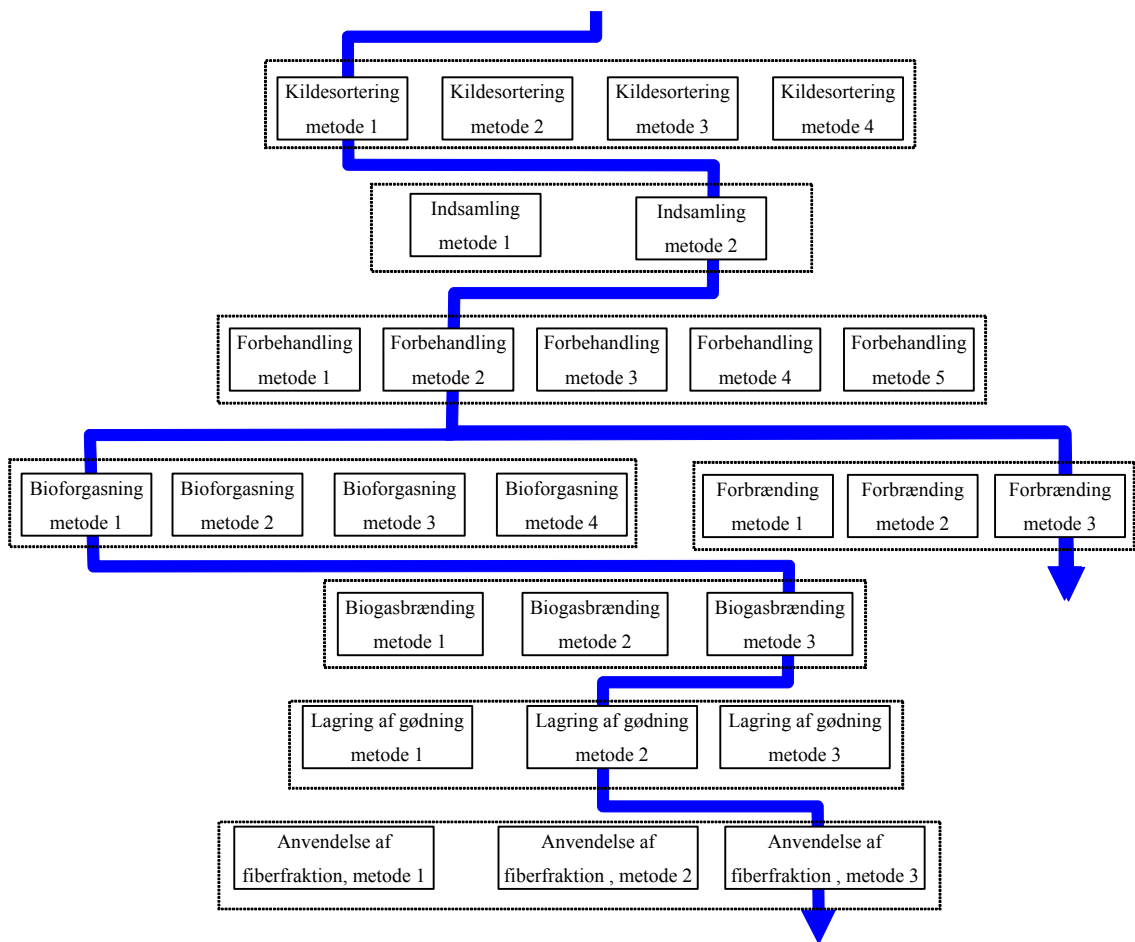 Kildesortering
metode 1
Kildesortering
metode 2
Kildesortering
metode 3
Kildesortering
metode 4
Indsamling
metode 1
Indsamling
metode 2
Forbehandling
metode 1
Forbehandling
metode 2
Forbehandling
metode 3
Forbehandling
metode 4
Forbehandling
metode 5
Bioforgasning
metode 1
Bioforgasning
metode 2
Bioforgasning
metode 3
Bioforgasning
metode 4
Forbrænding
metode 1
Forbrænding
metode 2
Forbrænding
metode 3
Biogasbrænding
metode 1
Biogasbrænding
metode 2
Biogasbrænding
metode 3
Lagring af gødning
metode 1
Lagring af gødning
metode 2
Lagring af gødning
metode 3
Anvendelse af
fiberfraktion, metode 1
Anvendelse af
fiberfraktion , metode 2
Anvendelse af
fiberfraktion , metode 3